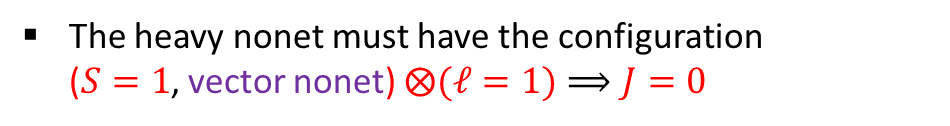 ▪ The heavy nonet must have the configuration
(S = 1, vector nonet) ⊗(ℓ = 1) ⟹ J = 0